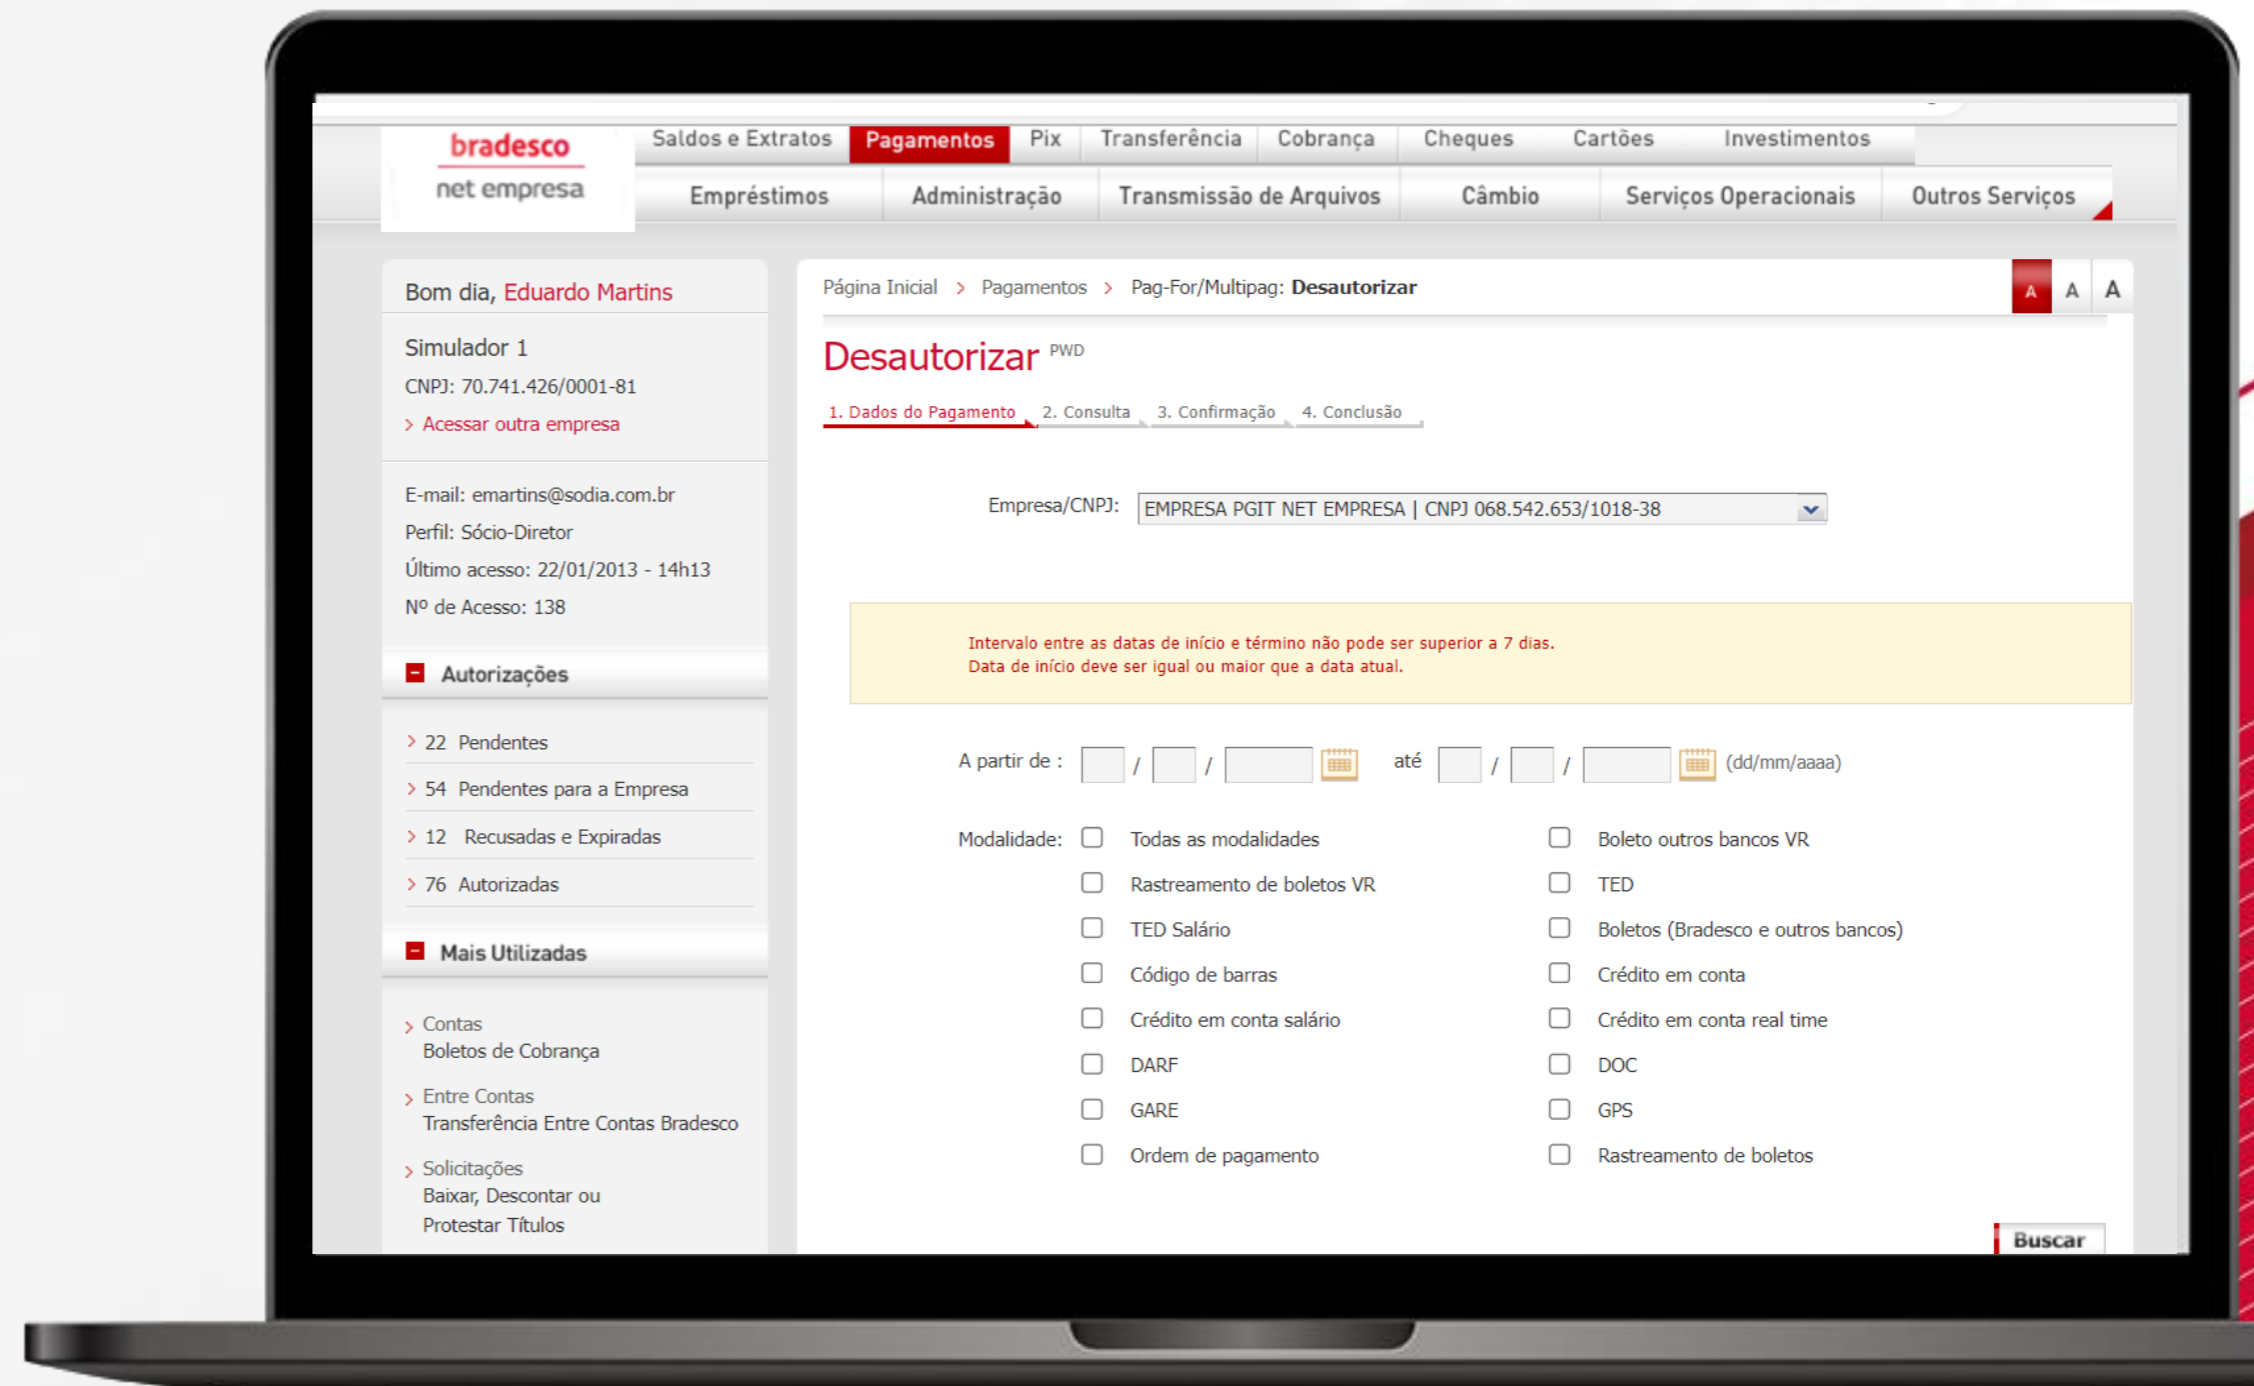 bradesco
net empresa
Saldos e Extratos Pagamentos Pix Transferência Cobrança Cheques Cartões Investimentos
Empréstimos Administração Transmissão de Arquivos Câmbio Serviços Operacionais Outros Serviços
Bom dia, Eduardo Martins
Simulador 1
CNPJ: 70.741.426/0001-81
> Acessar outra empresa
E-mail: emartins@sodia.com.br
Perfil: Sócio-Diretor
Último acesso: 22/01/2013 - 14h13
Nº de Acesso: 138
Autorizações
> 22 Pendentes
> 54 Pendentes para a Empresa
> 12 Recusadas e Expiradas
> 76 Autorizadas
Mais Utilizadas
> Contas
Boletos de Cobrança
> Entre Contas
Transferência Entre Contas Bradesco
> Solicitações
Baixar, Descontar ou
Protestar Títulos
Página Inicial > Pagamentos > Pag-For/Multipag: Desautorizar
A A A
Desautorizar PWD
1. Dados do Pagamento 2. Consulta 3. Confirmação 4. Conclusão
Empresa/CNPJ: EMPRESA PGIT NET EMPRESA | CNPJ 068.542.653/1018-38
Intervalo entre as datas de início e término não pode ser superior a 7 dias.
Data de início deve ser igual ou maior que a data atual.
A partir de : / / até / / (dd/mm/aaaa)
Modalidade: Todas as modalidades Boleto outros bancos VR
Rastreamento de boletos VR TED
TED Salário Boletos (Bradesco e outros bancos)
Código de barras Crédito em conta
Crédito em conta salário Crédito em conta real time
DARF DOC
GARE GPS
Ordem de pagamento Rastreamento de boletos
Buscar